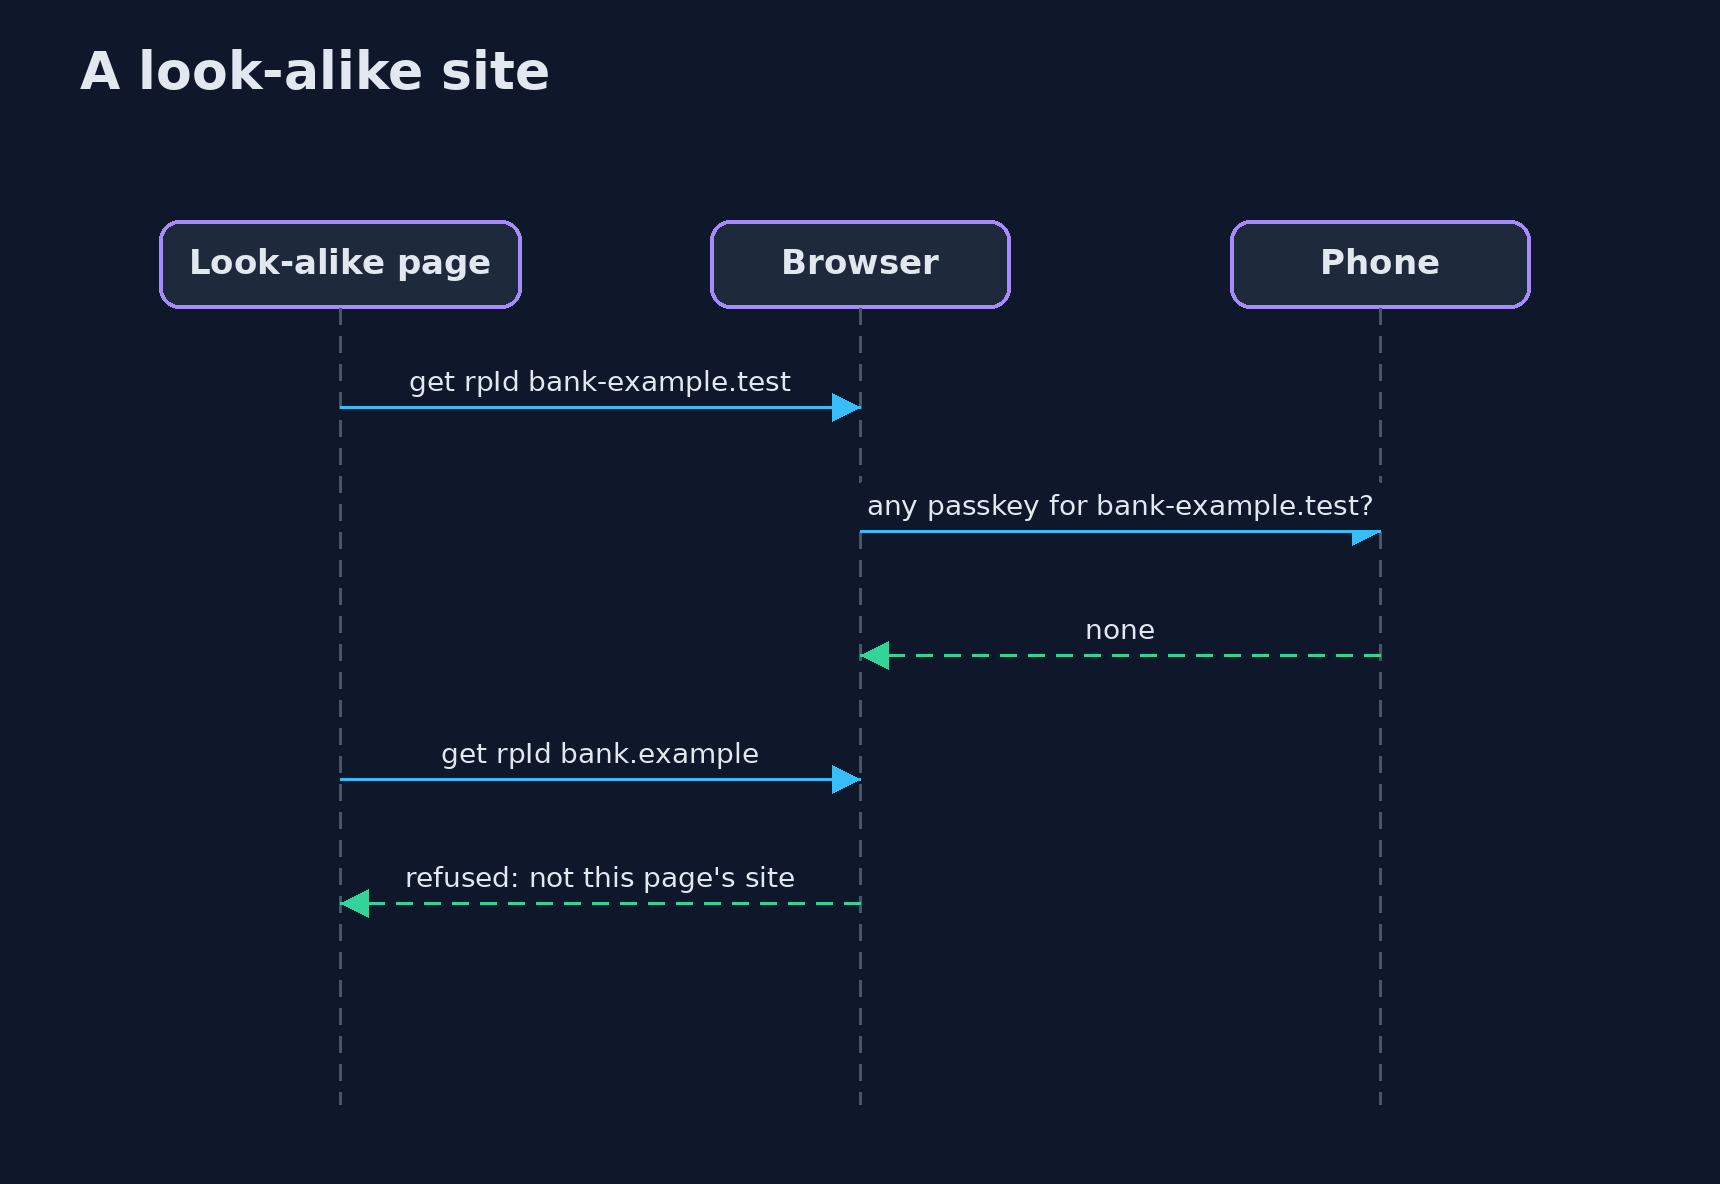 A look-alike site
Look-alike page
Browser
Phone
get rpId bank-example.test
any passkey for bank-example.test?
none
get rpId bank.example
refused: not this page's site